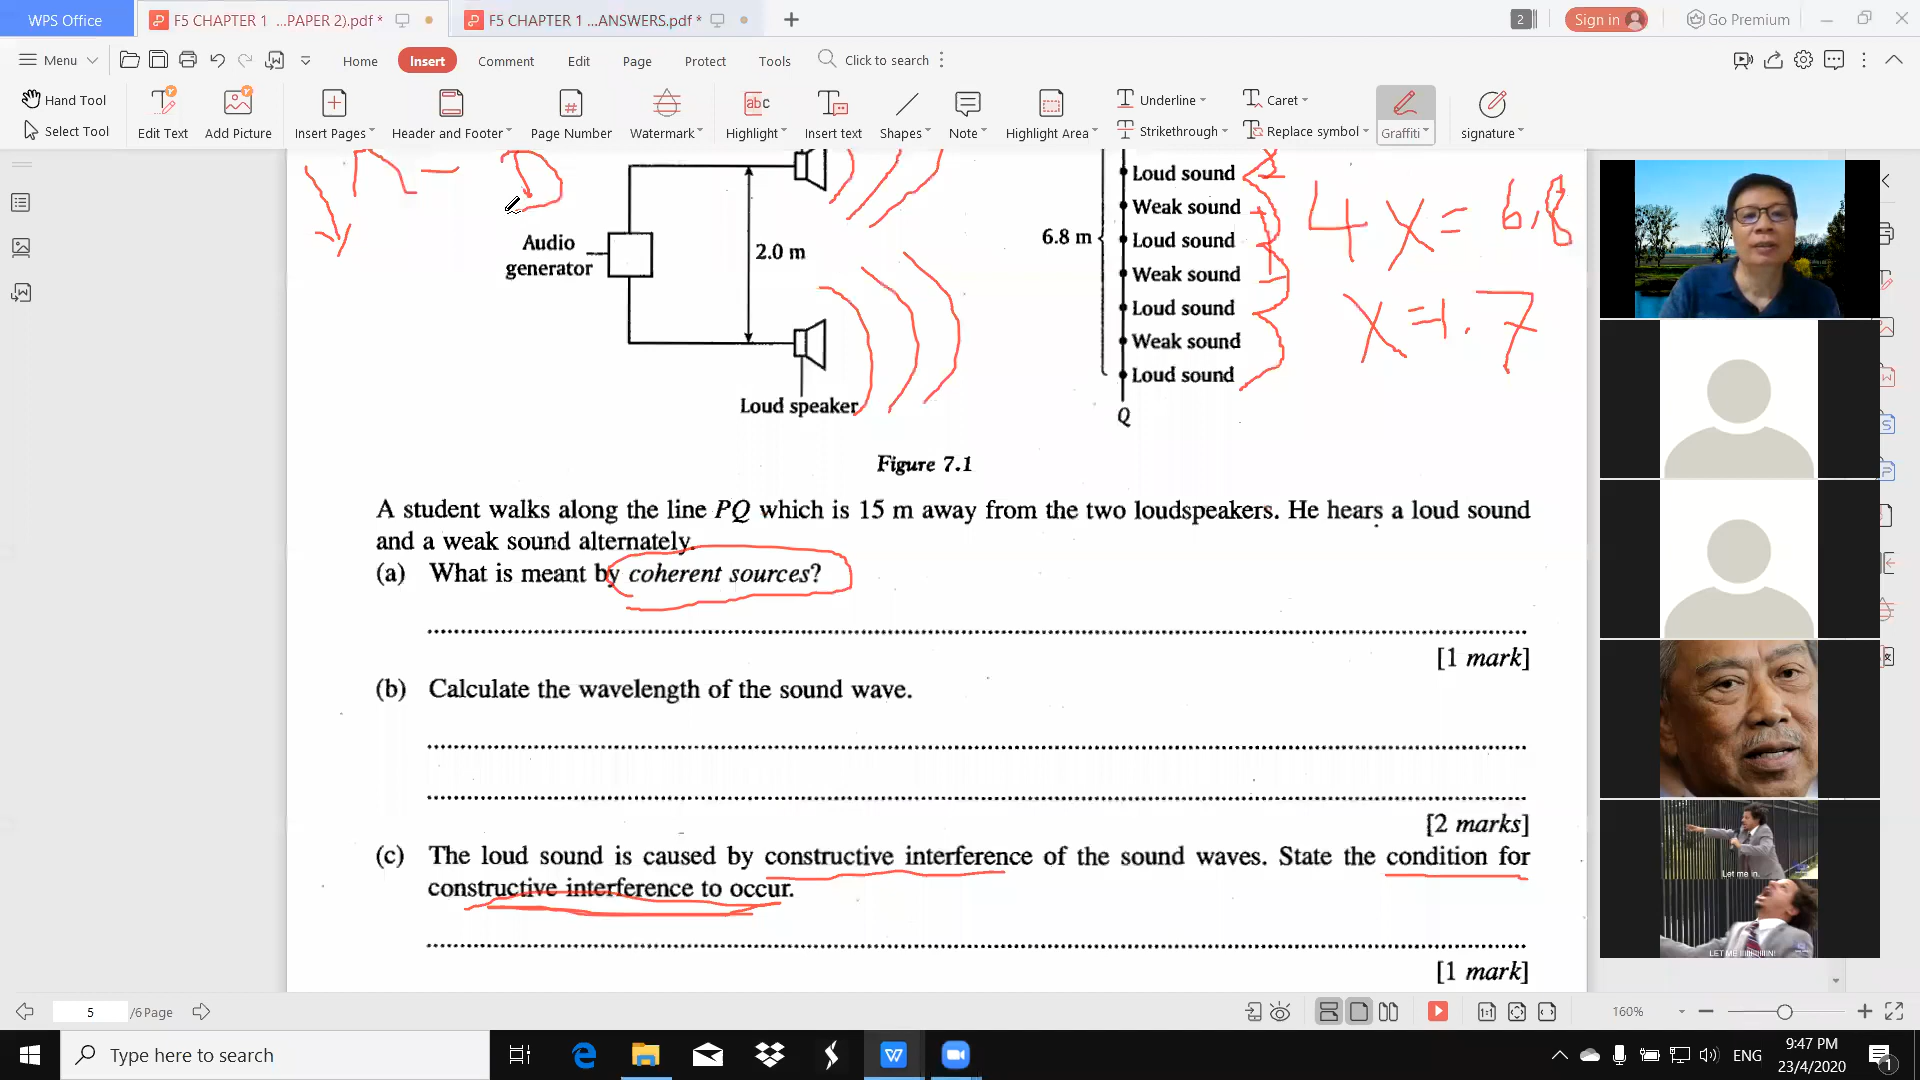 WPS Office
F5 CHAPTER 1 ...PAPER 2).pdf *
F5 CHAPTER 1 ...ANSWERS.pdf *
2
Sign in
Go Premium
Menu
Home
Insert
Comment
Edit
Page
Protect
Tools
Click to search
Hand Tool
Select Tool
Edit Text
Add Picture
Insert Pages
Header and Footer
Page Number
Watermark
Highlight
Insert text
Shapes
Note
Highlight Area
Underline
Strikethrough
Caret
Replace symbol
Graffiti
signature
D
Audio
generator
2.0 m
Loud speaker
6.8 m
Loud sound
Weak sound
Loud sound
Weak sound
Loud sound
Weak sound
Loud sound
Q
4x = 6.8
x = 1.7
Figure 7.1
A student walks along the line PQ which is 15 m away from the two loudspeakers. He hears a loud sound
and a weak sound alternately.
(a) What is meant by coherent sources?
[1 mark]
(b) Calculate the wavelength of the sound wave.
[2 marks]
(c) The loud sound is caused by constructive interference of the sound waves. State the condition for
constructive interference to occur.
[1 mark]
Let me in.
LET ME IIIIIIIIIIIIIN!
5
/6Page
160%
Type here to search
ENG
9:47 PM
23/4/2020
1